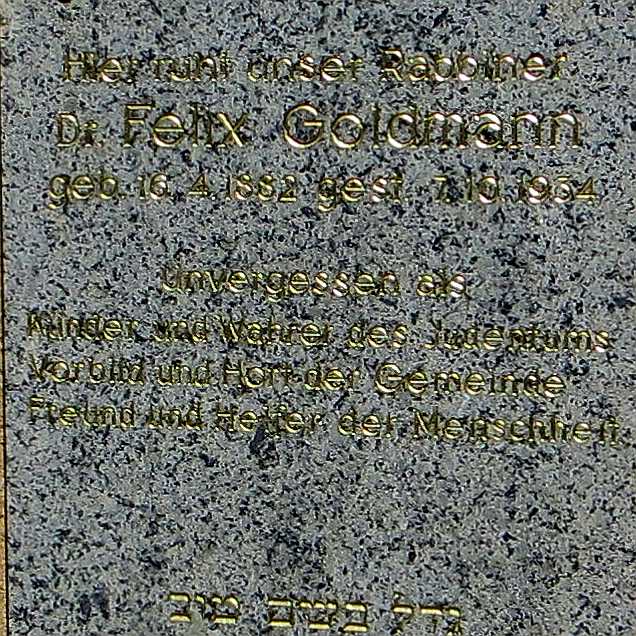 Hier ruht unser Rabbiner
Dr. Felix Goldmann
geb. 16.4.1882 gest. 7.10.1934
Unvergessen als
Künder und Wahrer des Judentums
Vorbild und Hort der Gemeinde
Freund und Helfer der Menschheit
גדל בשם טוב